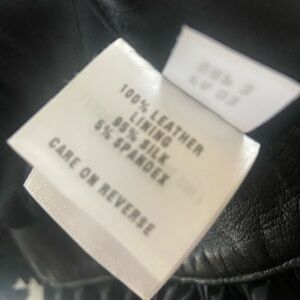 100% LEATHER
LINING
95% SILK
5% SPANDEX
CARE ON REVERSE